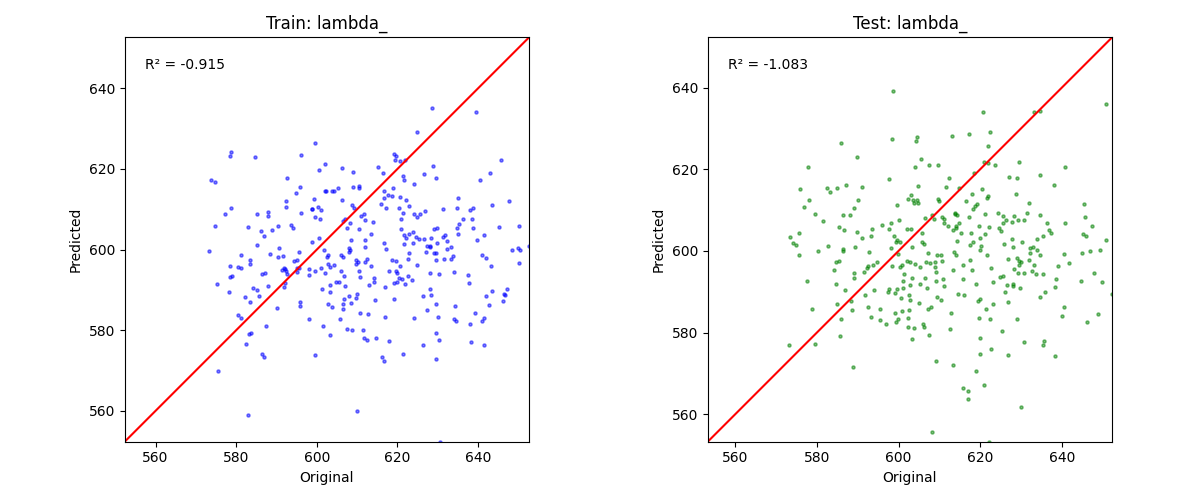 Train: lambda_
R² = -0.915
Predicted
640
620
600
580
560
560 580 600 620 640
Original
Test: lambda_
R² = -1.083
Predicted
640
620
600
580
560
560 580 600 620 640
Original